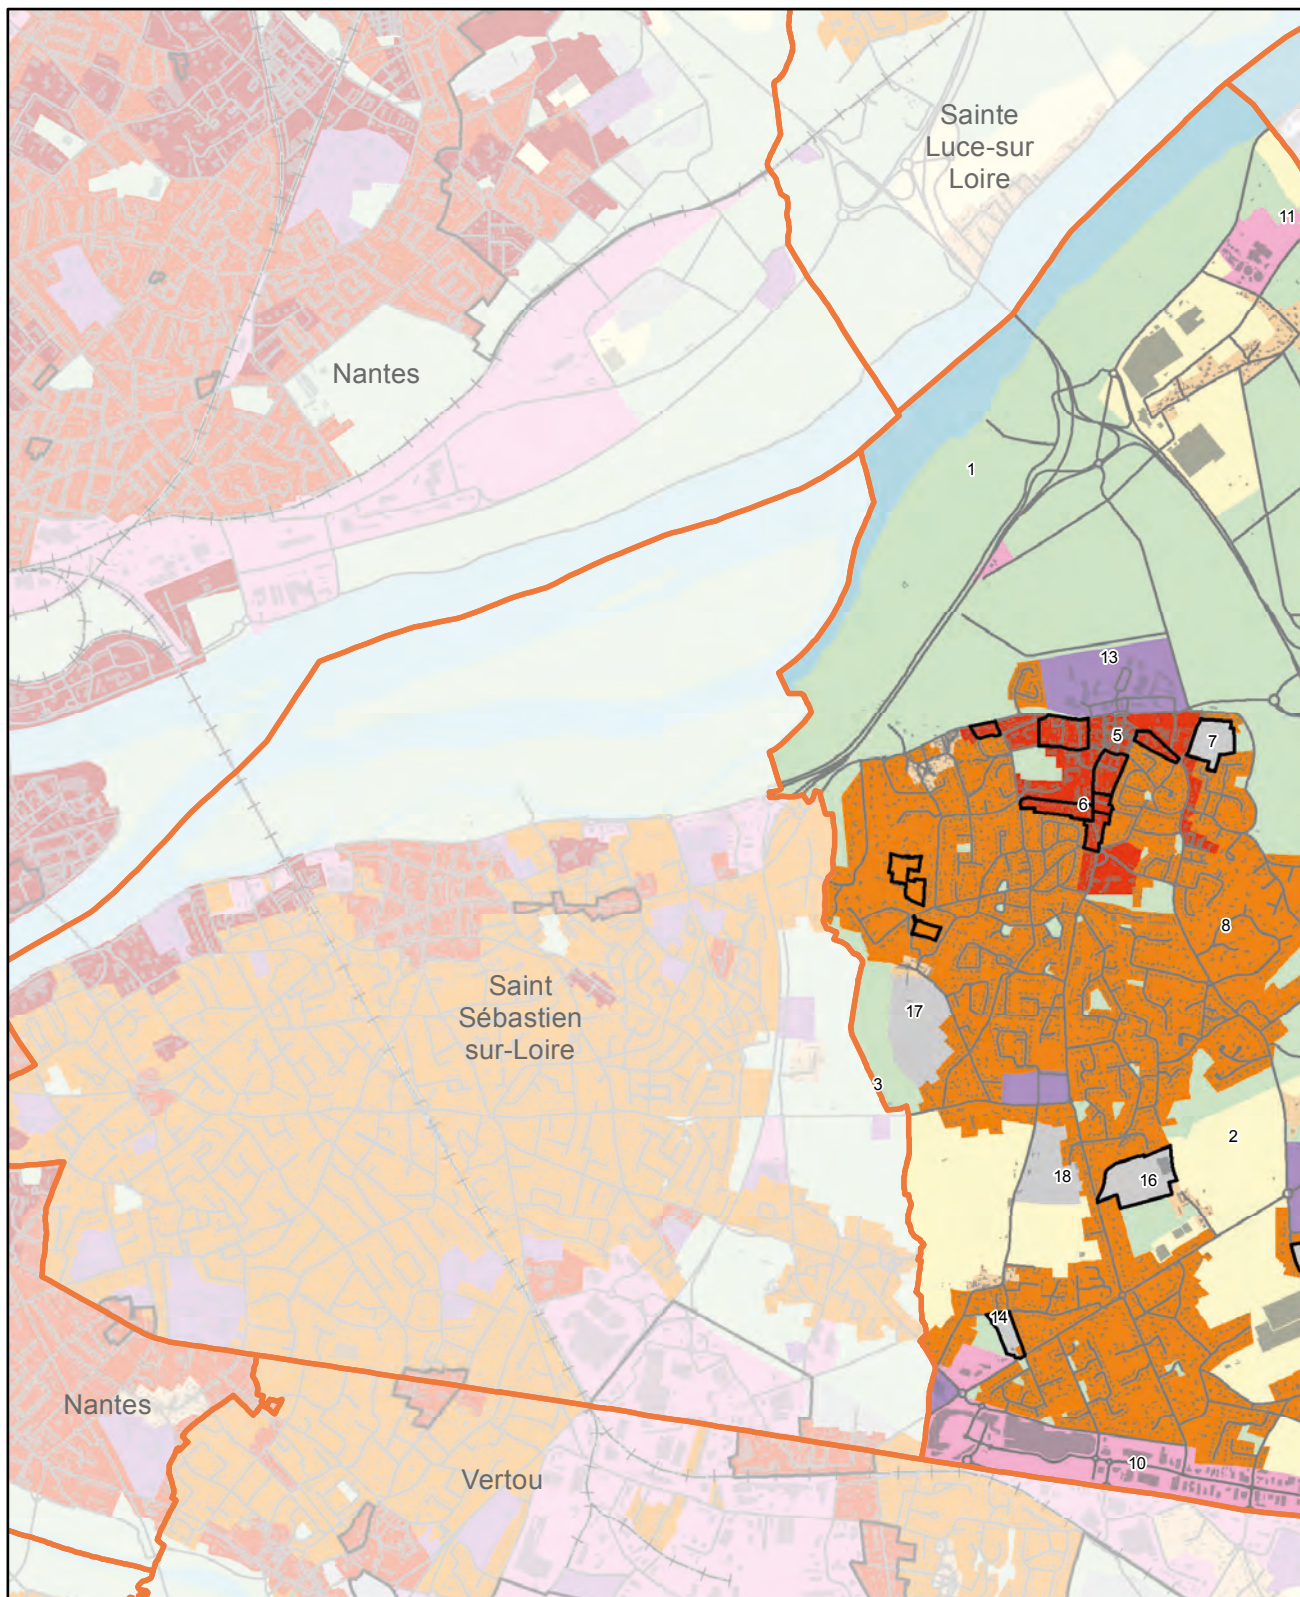 Sainte
Luce-sur
Loire
11
Nantes
1
13
5
7
6
8
Saint
Sébastien
sur-Loire
17
3
2
18
16
14
Nantes
10
Vertou